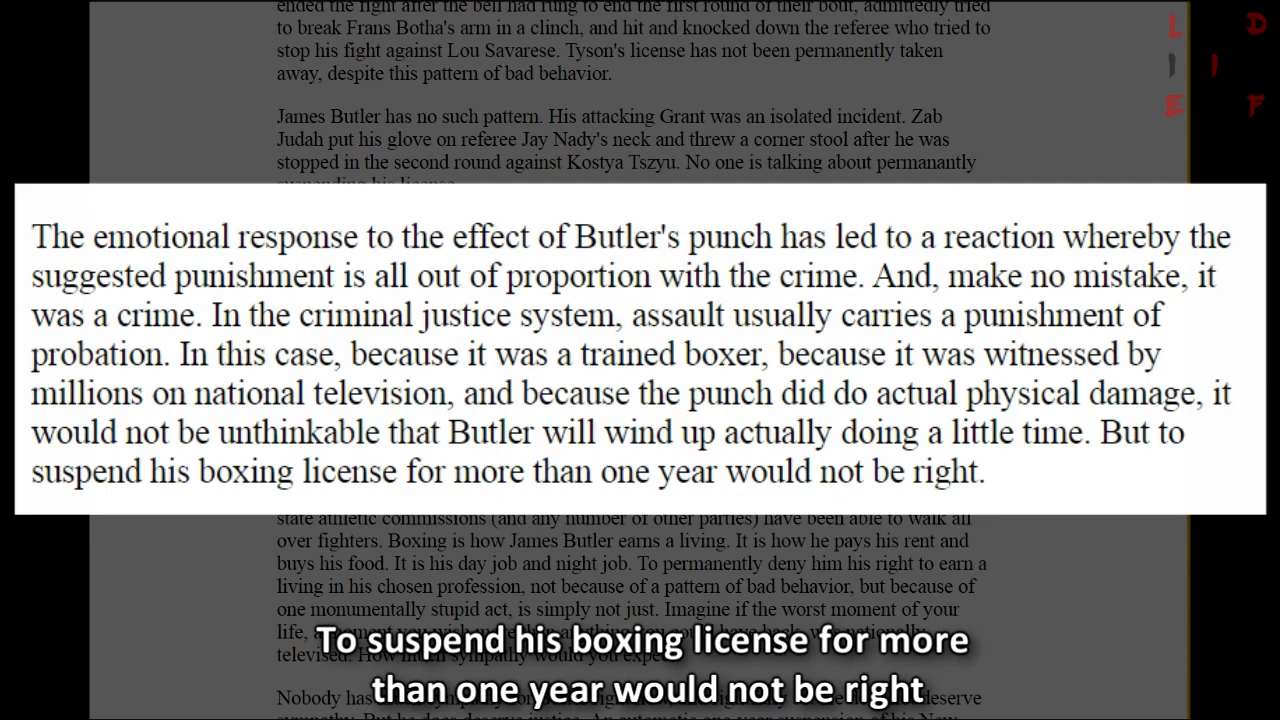 ended the fight after the bell had rung to end the first round of their bout, admittedly tried
to break Frans Botha's arm in a clinch, and hit and knocked down the referee who tried to
stop his fight against Lou Savarese. Tyson's license has not been permanently taken
away, despite this pattern of bad behavior.
James Butler has no such pattern. His attacking Grant was an isolated incident. Zab
Judah put his glove on referee Jay Nady's neck and threw a corner stool after he was
stopped in the second round against Kostya Tszyu. No one is talking about permanantly
suspending his license.
The emotional response to the effect of Butler's punch has led to a reaction whereby the
suggested punishment is all out of proportion with the crime. And, make no mistake, it
was a crime. In the criminal justice system, assault usually carries a punishment of
probation. In this case, because it was a trained boxer, because it was witnessed by
millions on national television, and because the punch did do actual physical damage, it
would not be unthinkable that Butler will wind up actually doing a little time. But to
suspend his boxing license for more than one year would not be right.
state athletic commissions (and any number of other parties) have been able to walk all
over fighters. Boxing is how James Butler earns a living. It is how he pays his rent and
buys his food. It is his day job and night job. To permanently deny him his right to earn a
living in his chosen profession, not because of a pattern of bad behavior, but because of
one monumentally stupid act, is simply not just. Imagine if the worst moment of your
life, a
televised. How much sympathy would you
To suspend his boxing license for more
than one year would not be right
Nobody has
deserve
L D
I I
E F